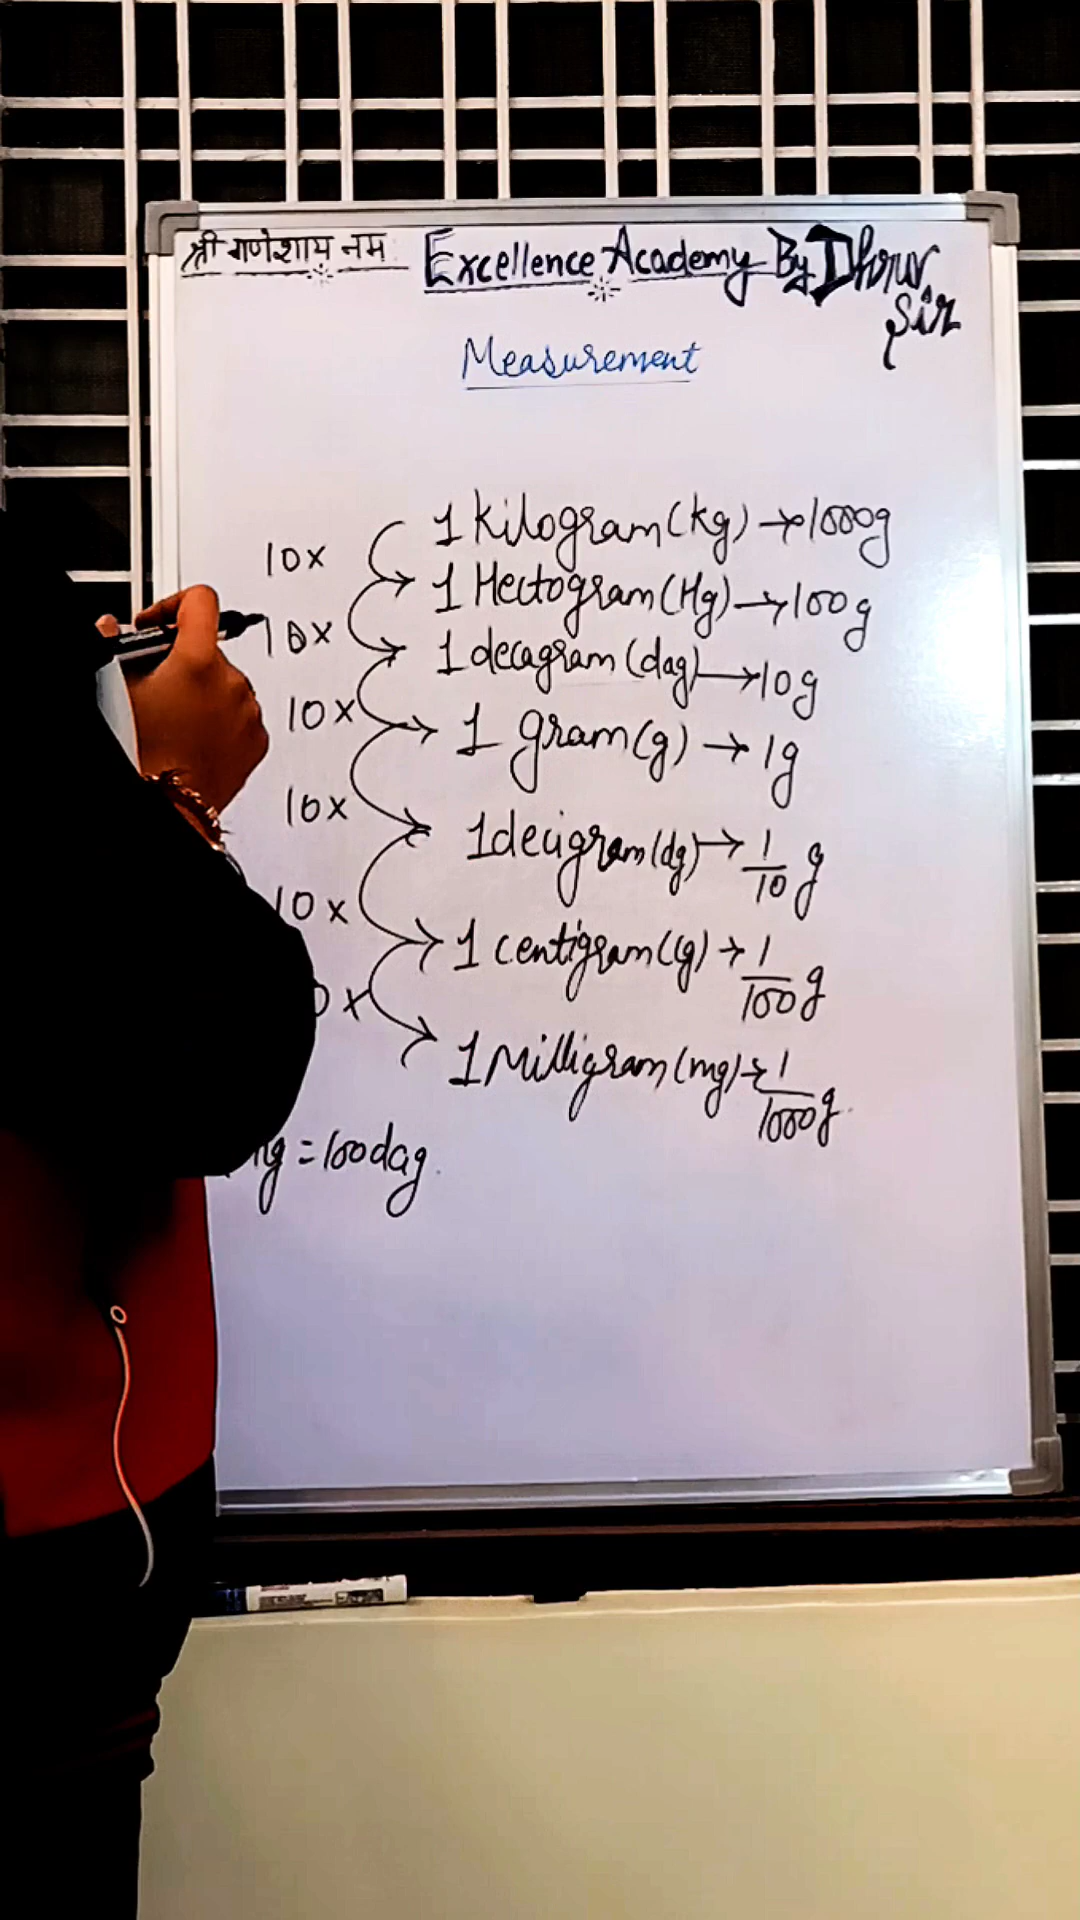 श्री गणेशाय नम Excellence Academy By Dhruv Sir
Measurement
10x 1 Kilogram (kg) → 1000g
10x 1 Hectogram (Hg) → 100g
10x 1 decagram (dag) → 10g
10x 1 gram (g) → 1g
10x 1 decigram (dg) → 1/10 g
x 1 centigram (cg) → 1/100 g
1 Milligram (mg) → 1/1000 g
= 100dag